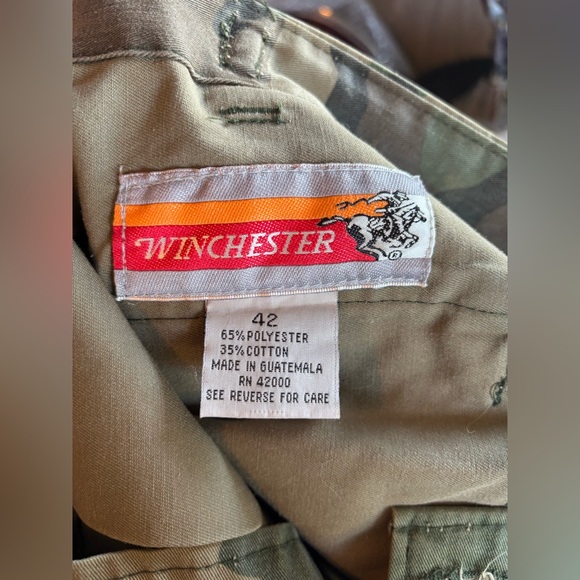 WINCHESTER
®
42
65% POLYESTER
35% COTTON
MADE IN GUATEMALA
RN 42000
SEE REVERSE FOR CARE